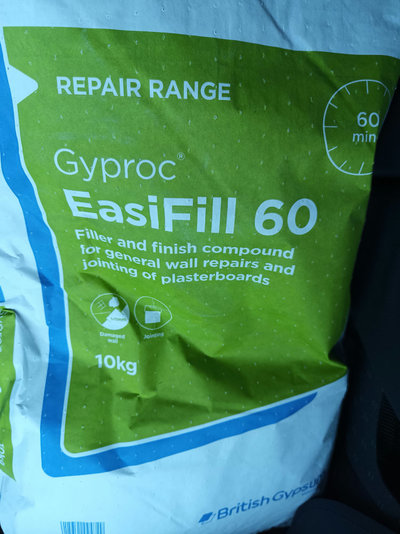 REPAIR RANGE
60
min
Gyproc®
EasiFill 60
Filler and finish compound
for general wall repairs and
jointing of plasterboards
Damaged
wall
Jointing
10kg
10kg
British Gypsum